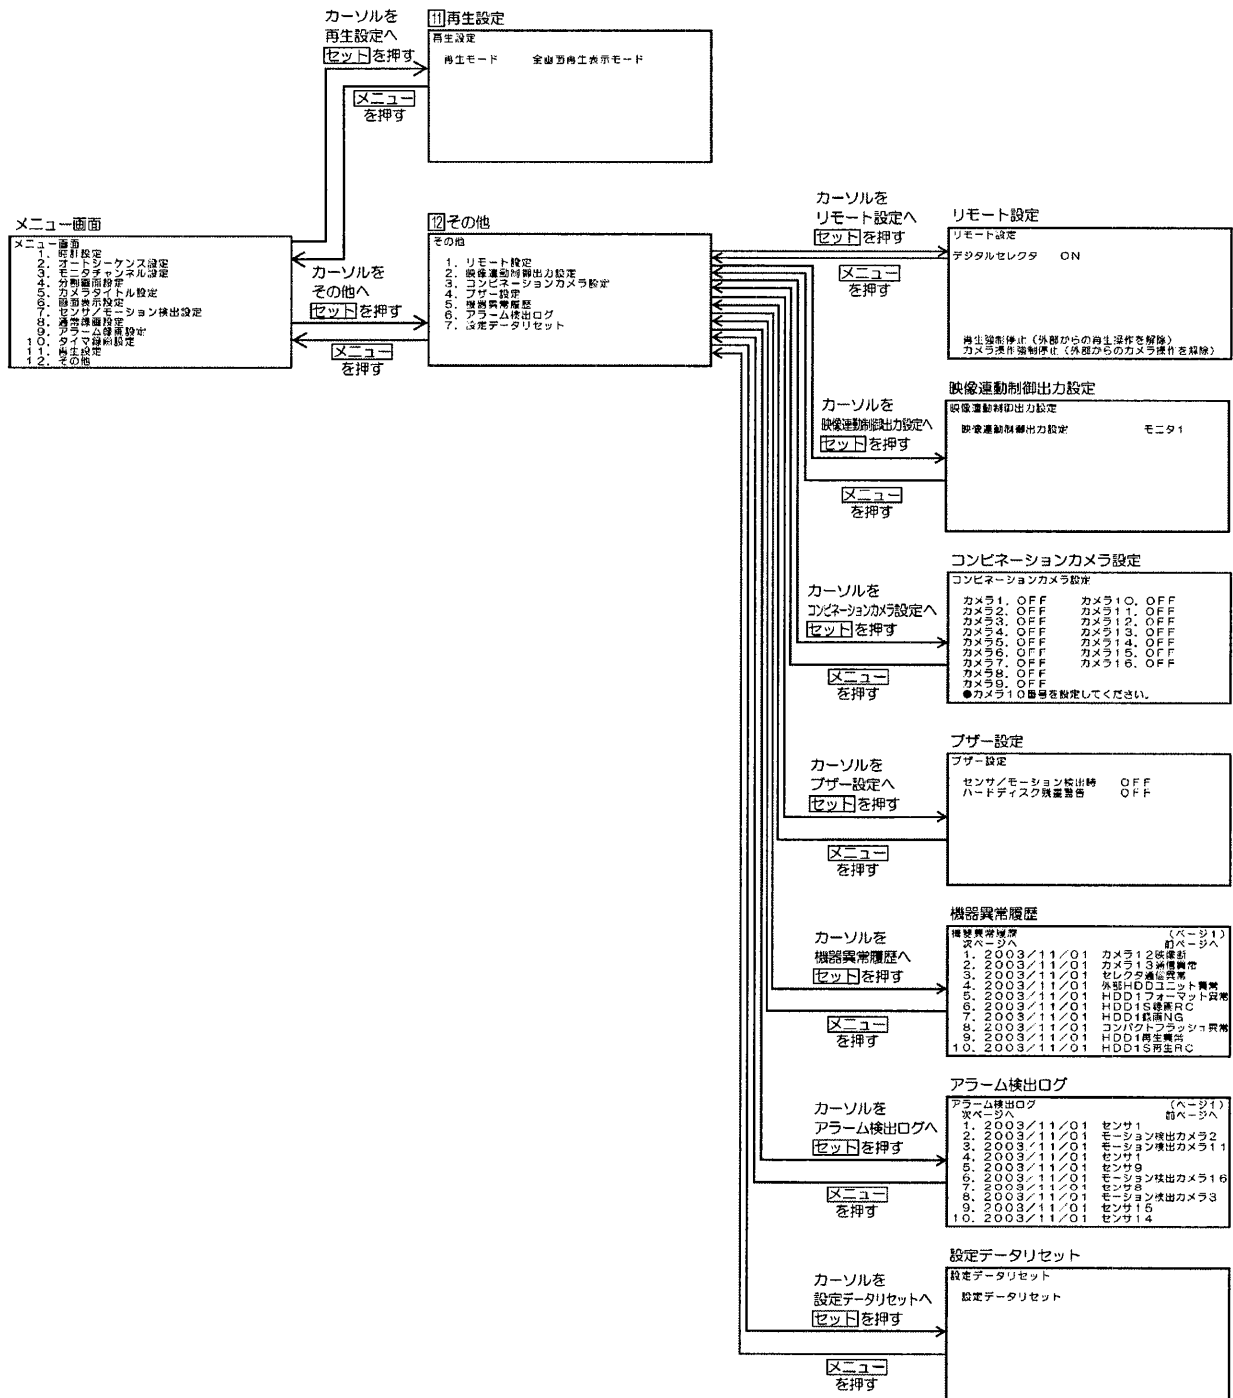 カーソルを
再生設定へ
セットを押す
メニュー
を押す
11再生設定
再生設定
再生モード 全画面再生表示モード
メニュー画面
メニュー画面
1. 時計設定
2. オートシーケンス設定
3. モニタチャンネル設定
4. 分割画面設定
5. カメラタイトル設定
6. 画面表示設定
7. センサ/モーション検出設定
8. 通常録画設定
9. アラーム録画設定
10. タイマ録画設定
11. 再生設定
12. その他
カーソルを
その他へ
セットを押す
メニュー
を押す
12その他
その他
1. リモート設定
2. 映像連動制御出力設定
3. コンビネーションカメラ設定
4. ブザー設定
5. 機器異常履歴
6. アラーム検出ログ
7. 設定データリセット
カーソルを
リモート設定へ
セットを押す
メニュー
を押す
リモート設定
リモート設定
デジタルセレクタ ON
再生強制停止(外部からの再生操作を解除)
カメラ操作強制停止(外部からのカメラ操作を解除)
カーソルを
映像連動制御出力設定へ
セットを押す
メニュー
を押す
映像連動制御出力設定
映像連動制御出力設定
映像連動制御出力設定 モニタ1
カーソルを
コンビネーションカメラ設定へ
セットを押す
メニュー
を押す
コンビネーションカメラ設定
コンビネーションカメラ設定
カメラ1. OFF カメラ10. OFF
カメラ2. OFF カメラ11. OFF
カメラ3. OFF カメラ12. OFF
カメラ4. OFF カメラ13. OFF
カメラ5. OFF カメラ14. OFF
カメラ6. OFF カメラ15. OFF
カメラ7. OFF カメラ16. OFF
カメラ8. OFF
カメラ9. OFF
●カメラ10番号を設定してください。
カーソルを
ブザー設定へ
セットを押す
メニュー
を押す
ブザー設定
ブザー設定
センサ/モーション検出時 OFF
ハードディスク残量警告 OFF
カーソルを
機器異常履歴へ
セットを押す
メニュー
を押す
機器異常履歴
機器異常履歴 (ページ1)
次ページへ 前ページへ
1. 2003/11/01 カメラ12映像断
2. 2003/11/01 カメラ13通信異常
3. 2003/11/01 セレクタ通信異常
4. 2003/11/01 外部HDDユニット異常
5. 2003/11/01 HDD1フォーマット異常
6. 2003/11/01 HDD1S録画RC
7. 2003/11/01 HDD1録画NG
8. 2003/11/01 コンパクトフラッシュ異常
9. 2003/11/01 HDD1再生異常
10. 2003/11/01 HDD1S再生RC
カーソルを
アラーム検出ログへ
セットを押す
メニュー
を押す
アラーム検出ログ
アラーム検出ログ (ページ1)
次ページへ 前ページへ
1. 2003/11/01 センサ1
2. 2003/11/01 モーション検出カメラ2
3. 2003/11/01 モーション検出カメラ11
4. 2003/11/01 センサ1
5. 2003/11/01 センサ9
6. 2003/11/01 モーション検出カメラ16
7. 2003/11/01 センサ8
8. 2003/11/01 モーション検出カメラ3
9. 2003/11/01 センサ15
10. 2003/11/01 センサ14
カーソルを
設定データリセットへ
セットを押す
メニュー
を押す
設定データリセット
設定データリセット
設定データリセット